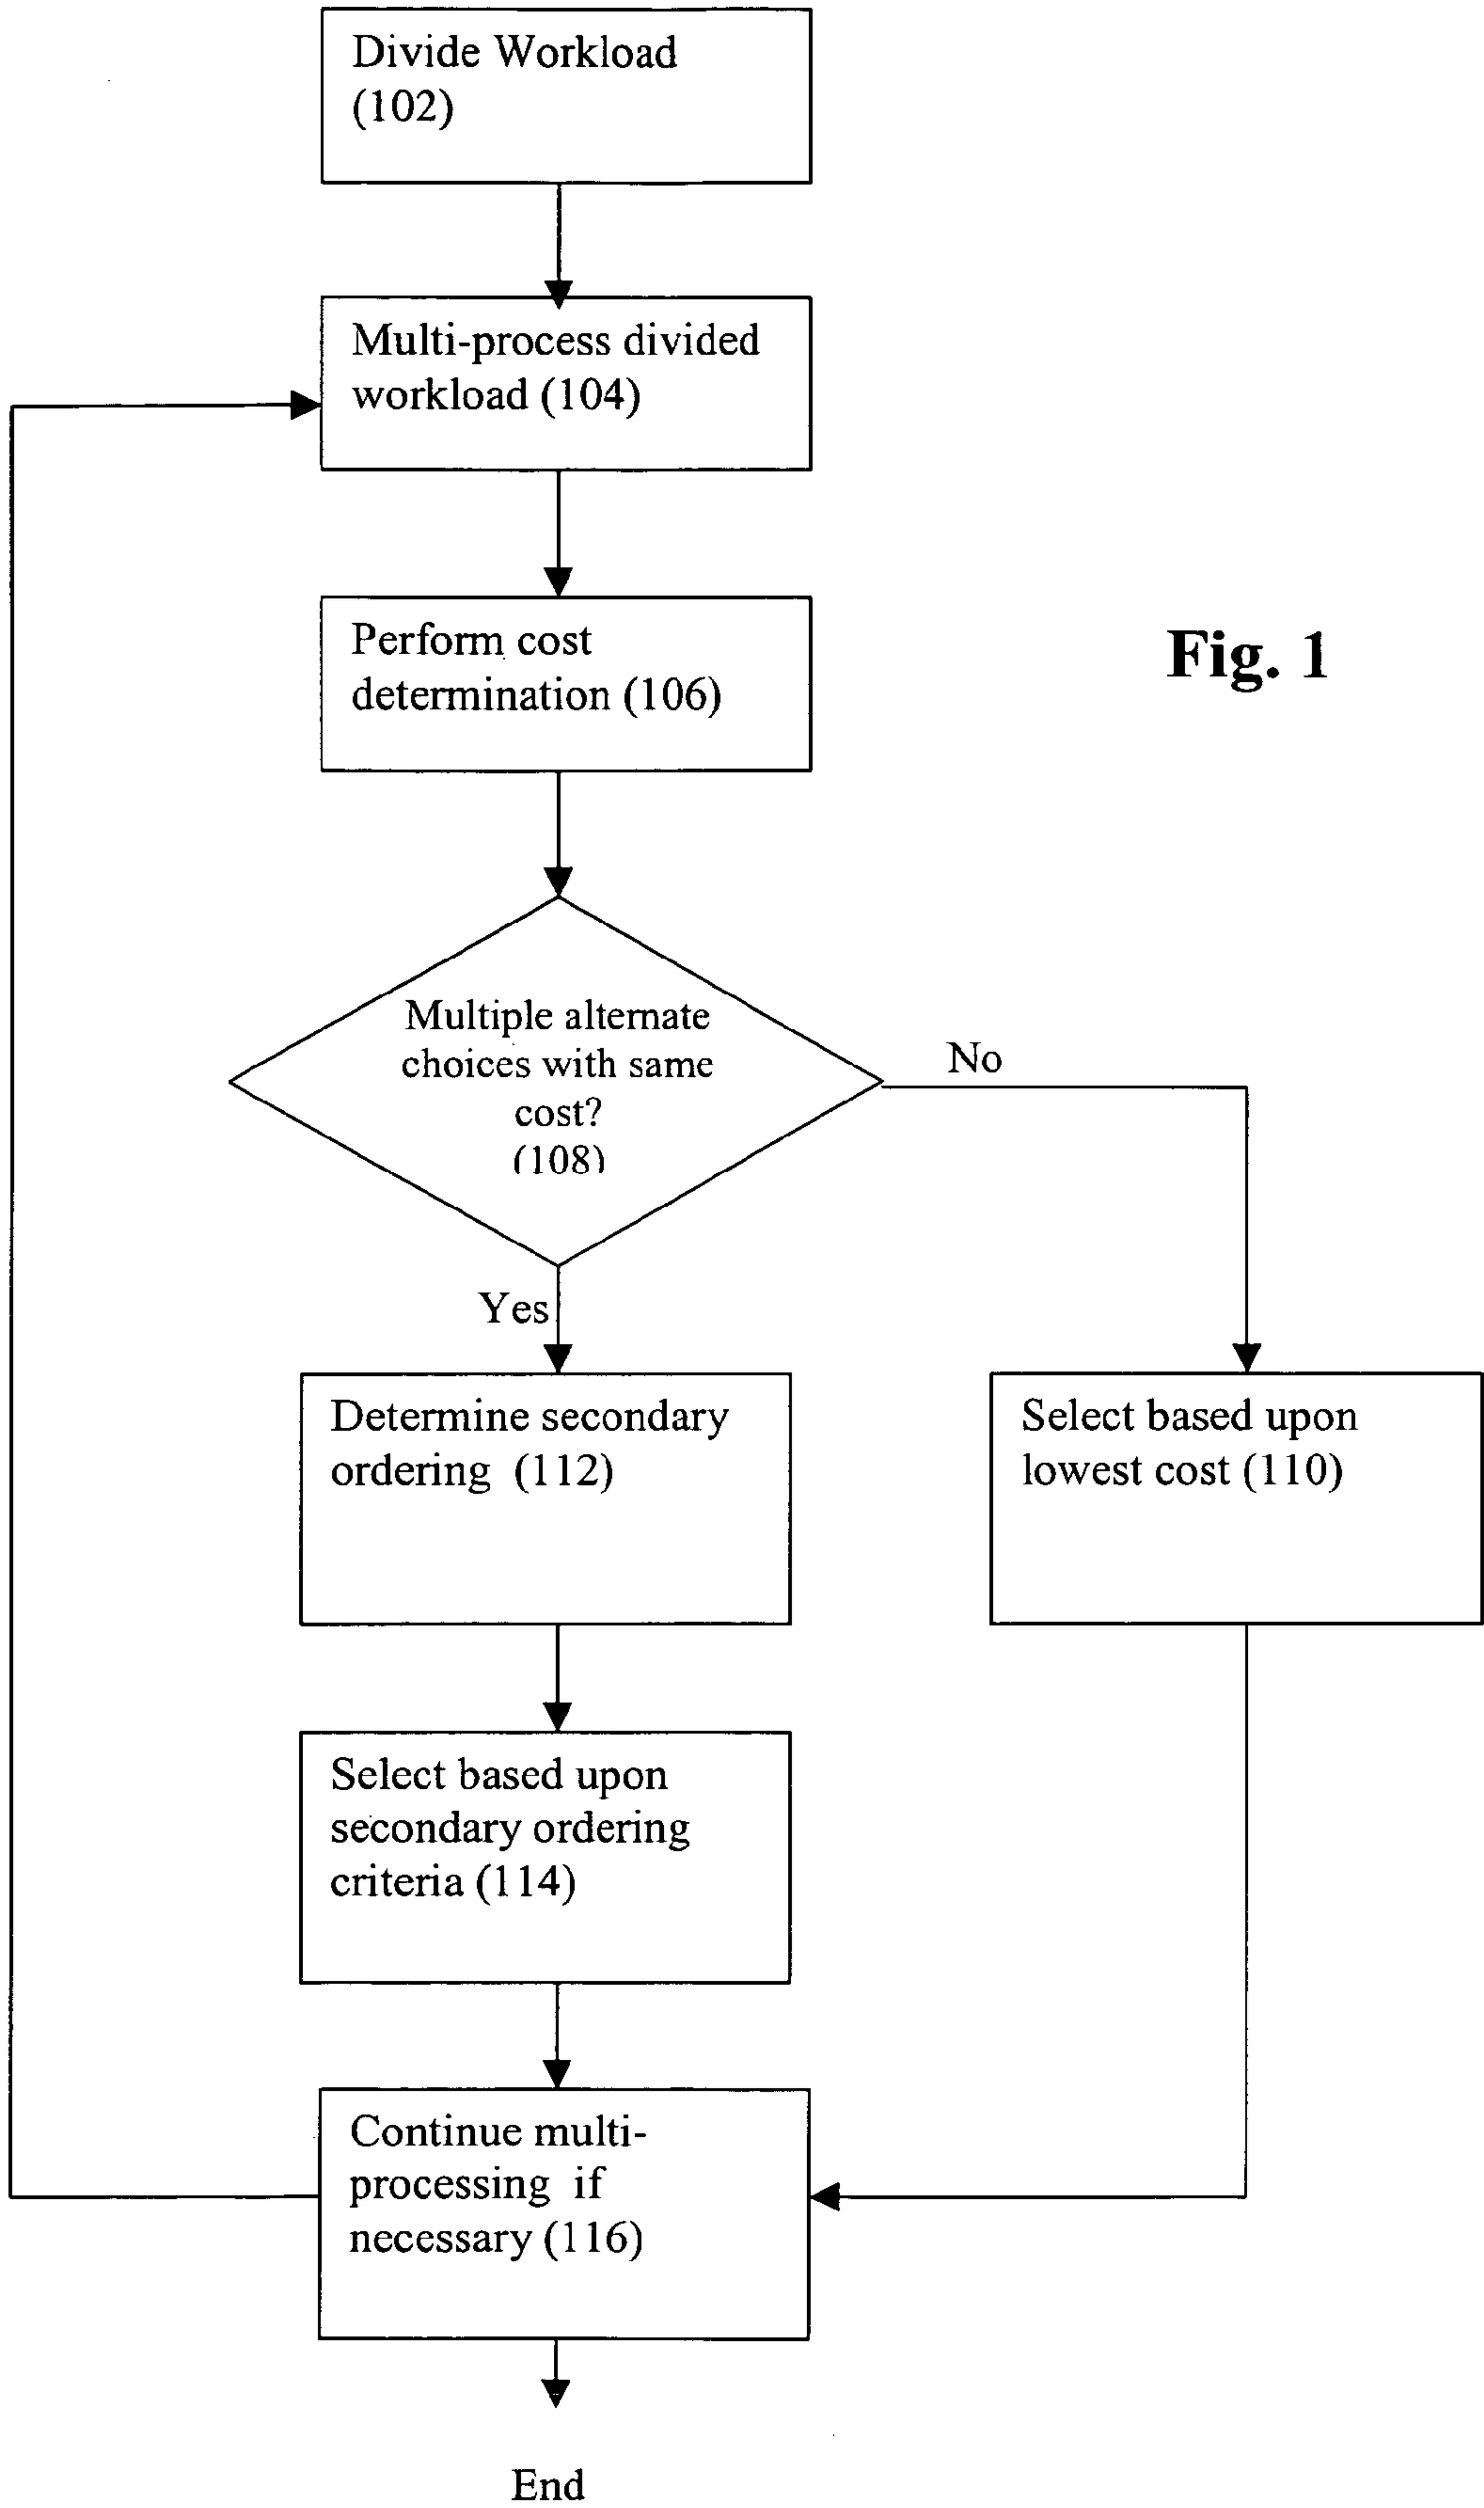 Divide Workload
(102)
Multi-process divided
workload (104)
Perform cost
determination (106)
Fig. 1
Multiple alternate
choices with same
cost?
(108)
No
Yes
Determine secondary
ordering (112)
Select based upon
lowest cost (110)
Select based upon
secondary ordering
criteria (114)
Continue multi-
processing if
necessary (116)
End